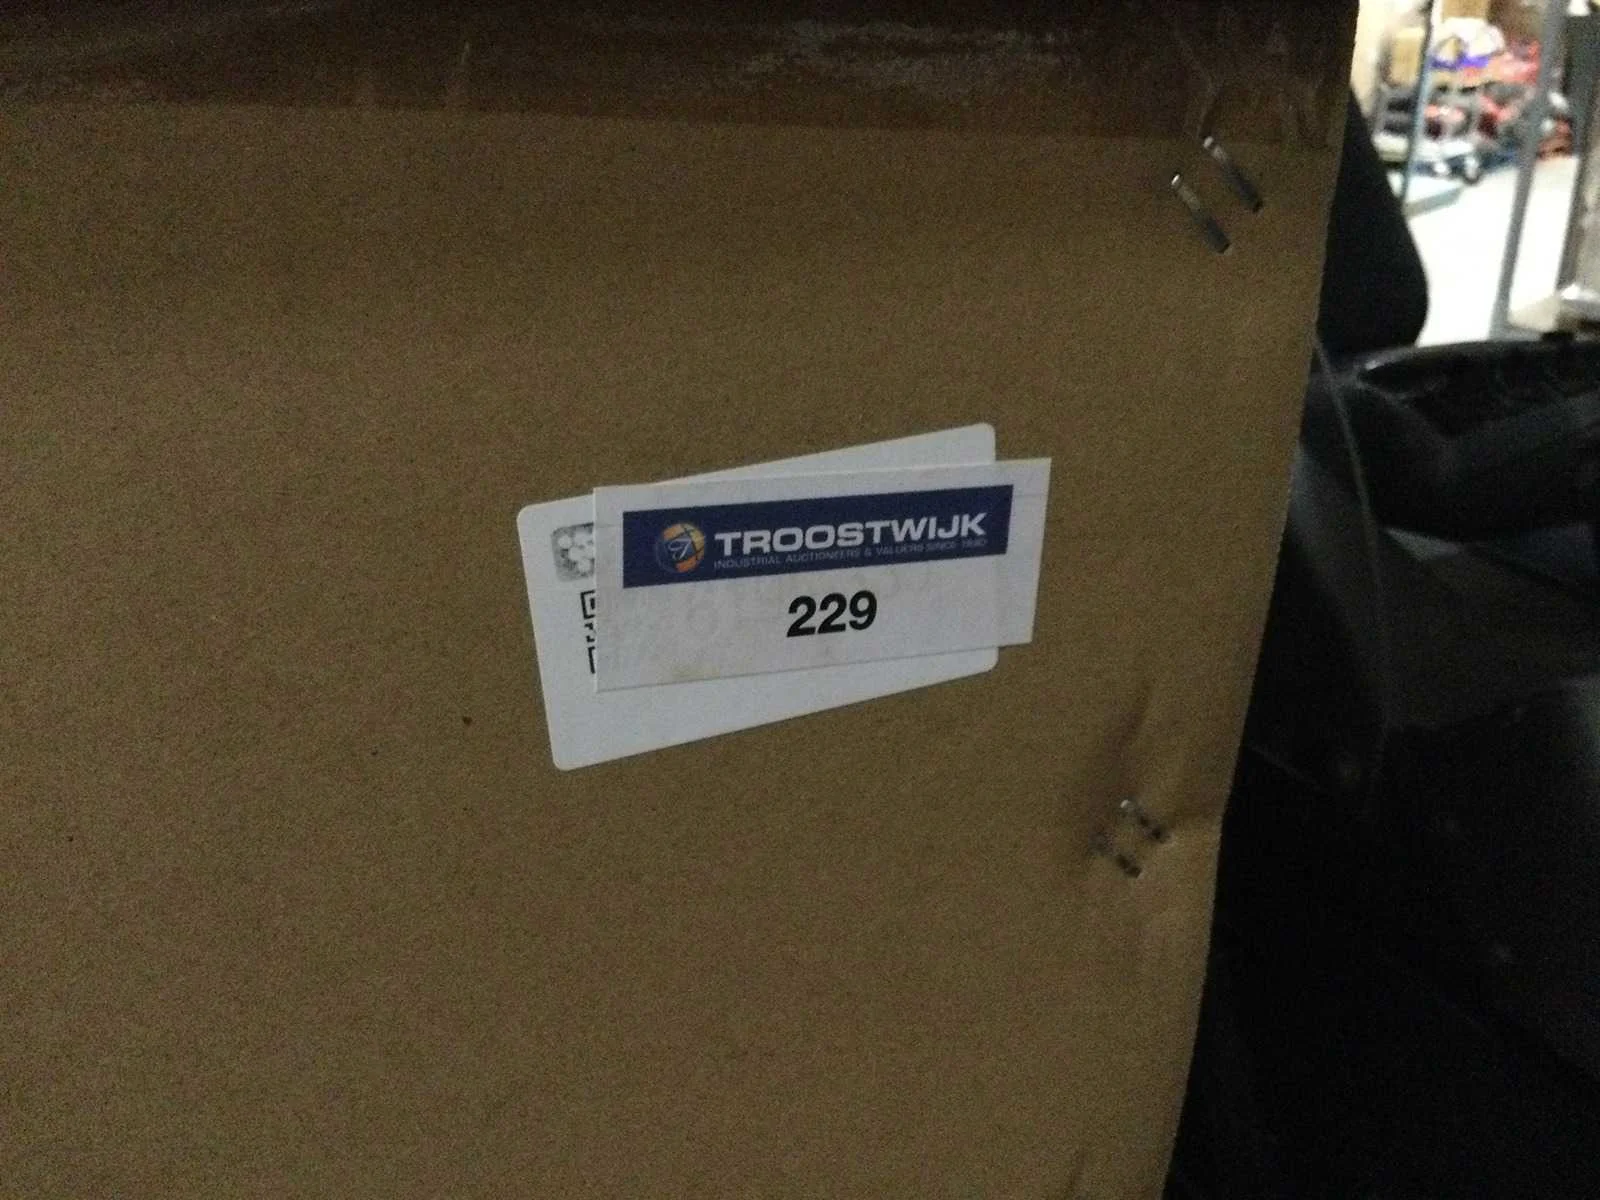 TROOSTWIJK
INDUSTRIAL AUCTIONEERS & VALUERS SINCE 1930
229